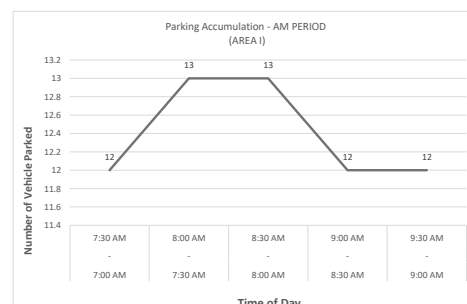 Parking Accumulation - AM PERIOD
(AREA I)
Number of Vehicle Parked
13.2
13
12.8
12.6
12.4
12.2
12
11.8
11.6
11.4
12
13
13
12
12
7:30 AM 8:00 AM 8:30 AM 9:00 AM 9:30 AM
- - - - -
7:00 AM 7:30 AM 8:00 AM 8:30 AM 9:00 AM
Time of Day